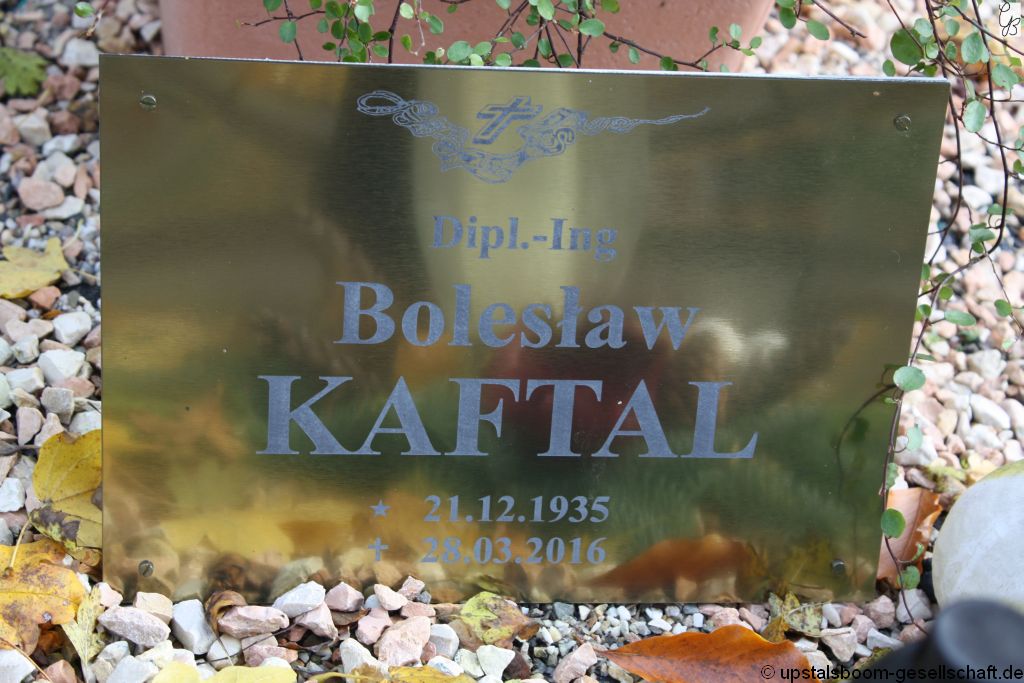 Dipl.-Ing
Bolesław
KAFTAL
★ 21.12.1935
✝ 28.03.2016
© upstalsboom-gesellschaft.de